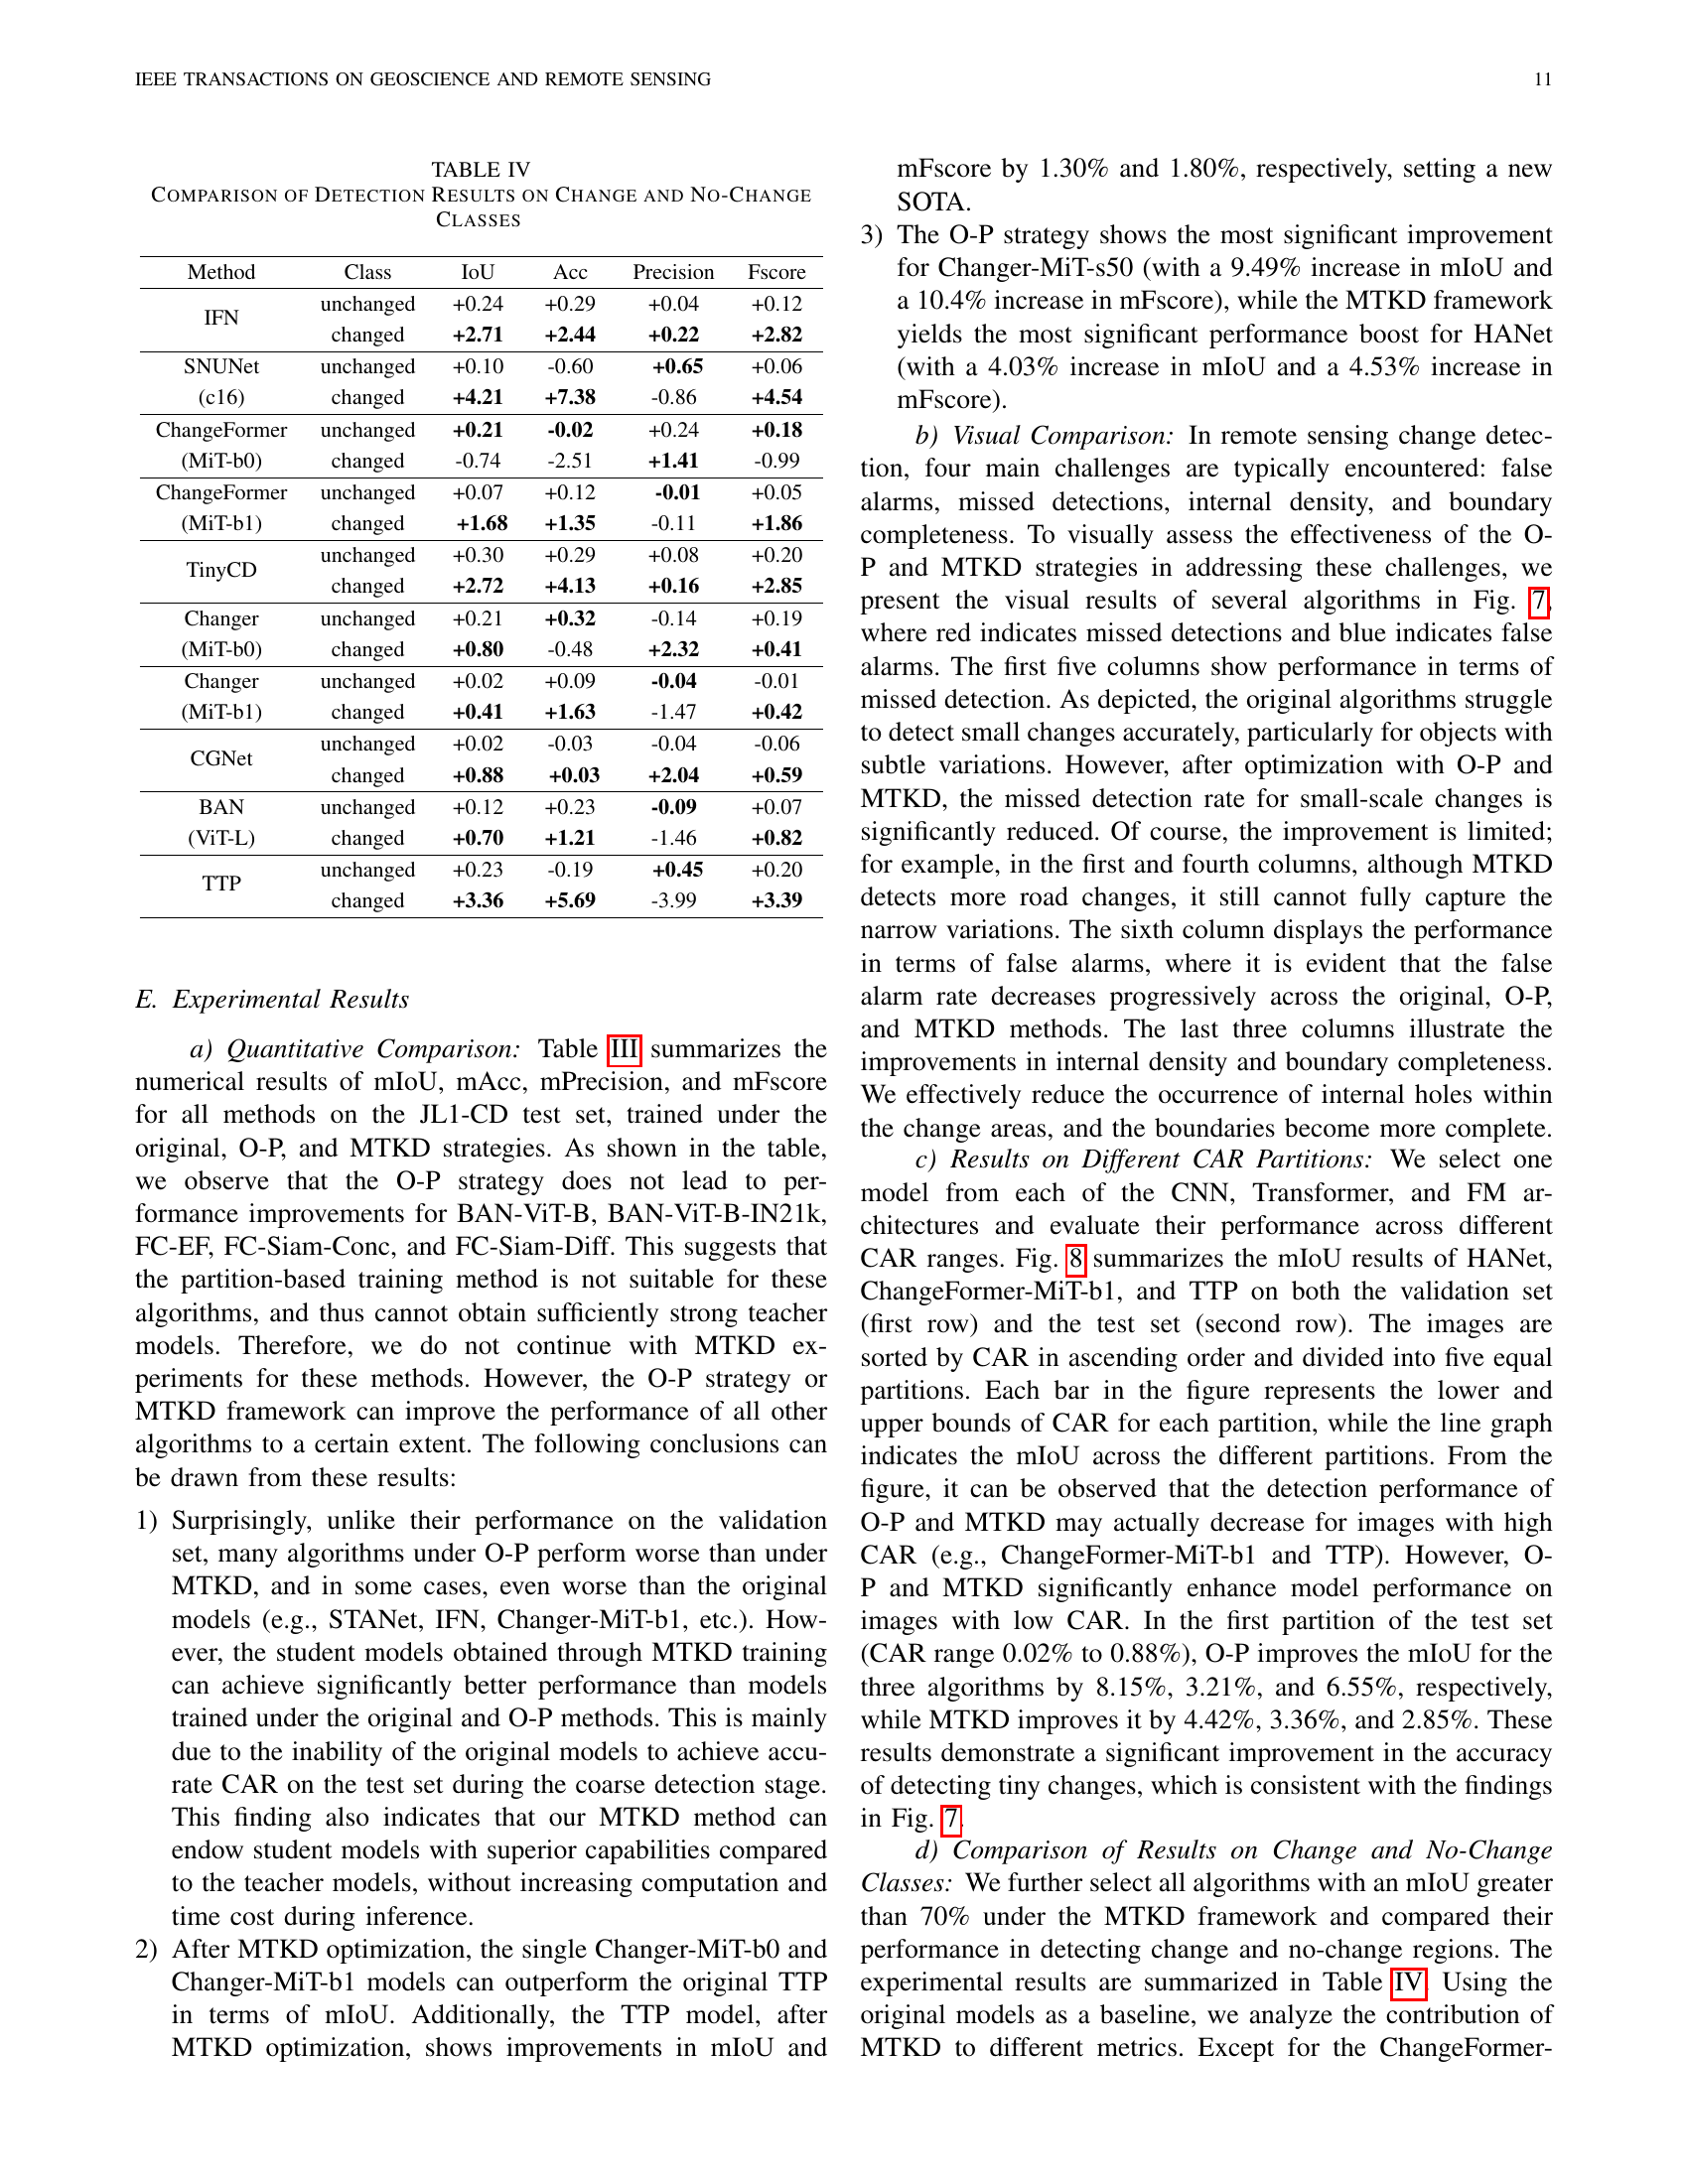 IEEE TRANSACTIONS ON GEOSCIENCE AND REMOTE SENSING 11
TABLE IV
COMPARISON OF DETECTION RESULTS ON CHANGE AND NO-CHANGE
CLASSES
Method Class IoU Acc Precision Fscore
IFN
unchanged +0.24 +0.29 +0.04 +0.12
changed +2.71 +2.44 +0.22 +2.82
SNUNet unchanged +0.10 -0.60 +0.65 +0.06
(c16) changed +4.21 +7.38 -0.86 +4.54
ChangeFormer unchanged +0.21 -0.02 +0.24 +0.18
(MiT-b0) changed -0.74 -2.51 +1.41 -0.99
ChangeFormer unchanged +0.07 +0.12 -0.01 +0.05
(MiT-b1) changed +1.68 +1.35 -0.11 +1.86
TinyCD
unchanged +0.30 +0.29 +0.08 +0.20
changed +2.72 +4.13 +0.16 +2.85
Changer unchanged +0.21 +0.32 -0.14 +0.19
(MiT-b0) changed +0.80 -0.48 +2.32 +0.41
Changer unchanged +0.02 +0.09 -0.04 -0.01
(MiT-b1) changed +0.41 +1.63 -1.47 +0.42
CGNet
unchanged +0.02 -0.03 -0.04 -0.06
changed +0.88 +0.03 +2.04 +0.59
BAN unchanged +0.12 +0.23 -0.09 +0.07
(ViT-L) changed +0.70 +1.21 -1.46 +0.82
TTP
unchanged +0.23 -0.19 +0.45 +0.20
changed +3.36 +5.69 -3.99 +3.39
E. Experimental Results
a) Quantitative Comparison: Table III summarizes the
numerical results of mIoU, mAcc, mPrecision, and mFscore
for all methods on the JL1-CD test set, trained under the
original, O-P, and MTKD strategies. As shown in the table,
we observe that the O-P strategy does not lead to per-
formance improvements for BAN-ViT-B, BAN-ViT-B-IN21k,
FC-EF, FC-Siam-Conc, and FC-Siam-Diff. This suggests that
the partition-based training method is not suitable for these
algorithms, and thus cannot obtain sufficiently strong teacher
models. Therefore, we do not continue with MTKD ex-
periments for these methods. However, the O-P strategy or
MTKD framework can improve the performance of all other
algorithms to a certain extent. The following conclusions can
be drawn from these results:
1) Surprisingly, unlike their performance on the validation
set, many algorithms under O-P perform worse than under
MTKD, and in some cases, even worse than the original
models (e.g., STANet, IFN, Changer-MiT-b1, etc.). How-
ever, the student models obtained through MTKD training
can achieve significantly better performance than models
trained under the original and O-P methods. This is mainly
due to the inability of the original models to achieve accu-
rate CAR on the test set during the coarse detection stage.
This finding also indicates that our MTKD method can
endow student models with superior capabilities compared
to the teacher models, without increasing computation and
time cost during inference.
2) After MTKD optimization, the single Changer-MiT-b0 and
Changer-MiT-b1 models can outperform the original TTP
in terms of mIoU. Additionally, the TTP model, after
MTKD optimization, shows improvements in mIoU and
mFscore by 1.30% and 1.80%, respectively, setting a new
SOTA.
3) The O-P strategy shows the most significant improvement
for Changer-MiT-s50 (with a 9.49% increase in mIoU and
a 10.4% increase in mFscore), while the MTKD framework
yields the most significant performance boost for HANet
(with a 4.03% increase in mIoU and a 4.53% increase in
mFscore).
b) Visual Comparison: In remote sensing change detec-
tion, four main challenges are typically encountered: false
alarms, missed detections, internal density, and boundary
completeness. To visually assess the effectiveness of the O-
P and MTKD strategies in addressing these challenges, we
present the visual results of several algorithms in Fig. 7,
where red indicates missed detections and blue indicates false
alarms. The first five columns show performance in terms of
missed detection. As depicted, the original algorithms struggle
to detect small changes accurately, particularly for objects with
subtle variations. However, after optimization with O-P and
MTKD, the missed detection rate for small-scale changes is
significantly reduced. Of course, the improvement is limited;
for example, in the first and fourth columns, although MTKD
detects more road changes, it still cannot fully capture the
narrow variations. The sixth column displays the performance
in terms of false alarms, where it is evident that the false
alarm rate decreases progressively across the original, O-P,
and MTKD methods. The last three columns illustrate the
improvements in internal density and boundary completeness.
We effectively reduce the occurrence of internal holes within
the change areas, and the boundaries become more complete.
c) Results on Different CAR Partitions: We select one
model from each of the CNN, Transformer, and FM ar-
chitectures and evaluate their performance across different
CAR ranges. Fig. 8 summarizes the mIoU results of HANet,
ChangeFormer-MiT-b1, and TTP on both the validation set
(first row) and the test set (second row). The images are
sorted by CAR in ascending order and divided into five equal
partitions. Each bar in the figure represents the lower and
upper bounds of CAR for each partition, while the line graph
indicates the mIoU across the different partitions. From the
figure, it can be observed that the detection performance of
O-P and MTKD may actually decrease for images with high
CAR (e.g., ChangeFormer-MiT-b1 and TTP). However, O-
P and MTKD significantly enhance model performance on
images with low CAR. In the first partition of the test set
(CAR range 0.02% to 0.88%), O-P improves the mIoU for the
three algorithms by 8.15%, 3.21%, and 6.55%, respectively,
while MTKD improves it by 4.42%, 3.36%, and 2.85%. These
results demonstrate a significant improvement in the accuracy
of detecting tiny changes, which is consistent with the findings
in Fig. 7.
d) Comparison of Results on Change and No-Change
Classes: We further select all algorithms with an mIoU greater
than 70% under the MTKD framework and compared their
performance in detecting change and no-change regions. The
experimental results are summarized in Table IV. Using the
original models as a baseline, we analyze the contribution of
MTKD to different metrics. Except for the ChangeFormer-